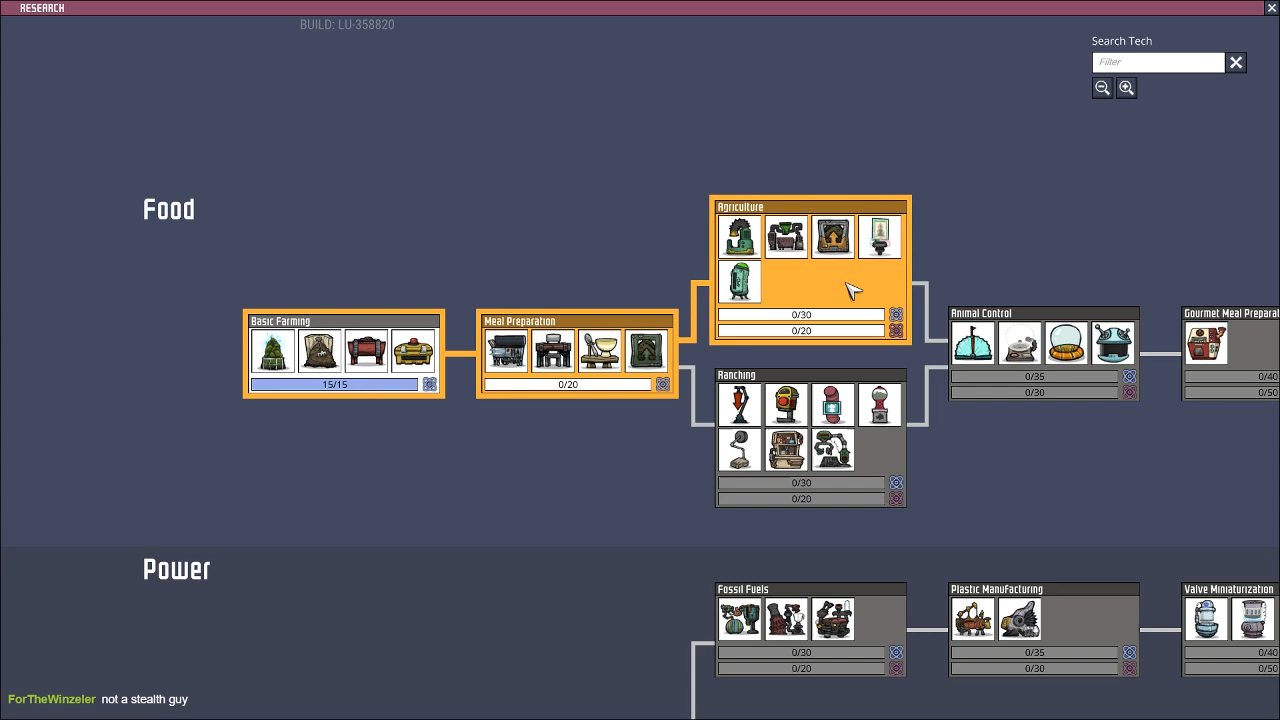 RESEARCH
BUILD: LU-358820
Search Tech
Filter
Food
Agriculture
0/30
0/20
Basic Farming
15/15
Meal Preparation
0/20
Animal Control
0/35
0/30
Gourmet Meal Prepara
0/40
0/50
Ranching
0/30
0/20
Power
Fossil Fuels
0/30
0/20
Plastic Manufacturing
0/35
0/30
Valve Miniaturization
0/40
0/50
ForTheWinzeler not a stealth guy